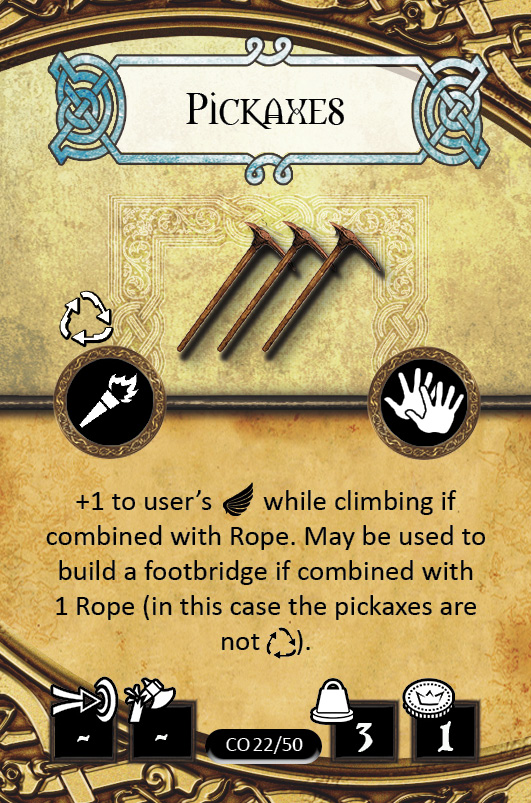 Pickaxes
+1 to user's while climbing if
combined with Rope. May be used to
build a footbridge if combined with
1 Rope (in this case the pickaxes are
not ).
~ ~ CO 22/50 3 1